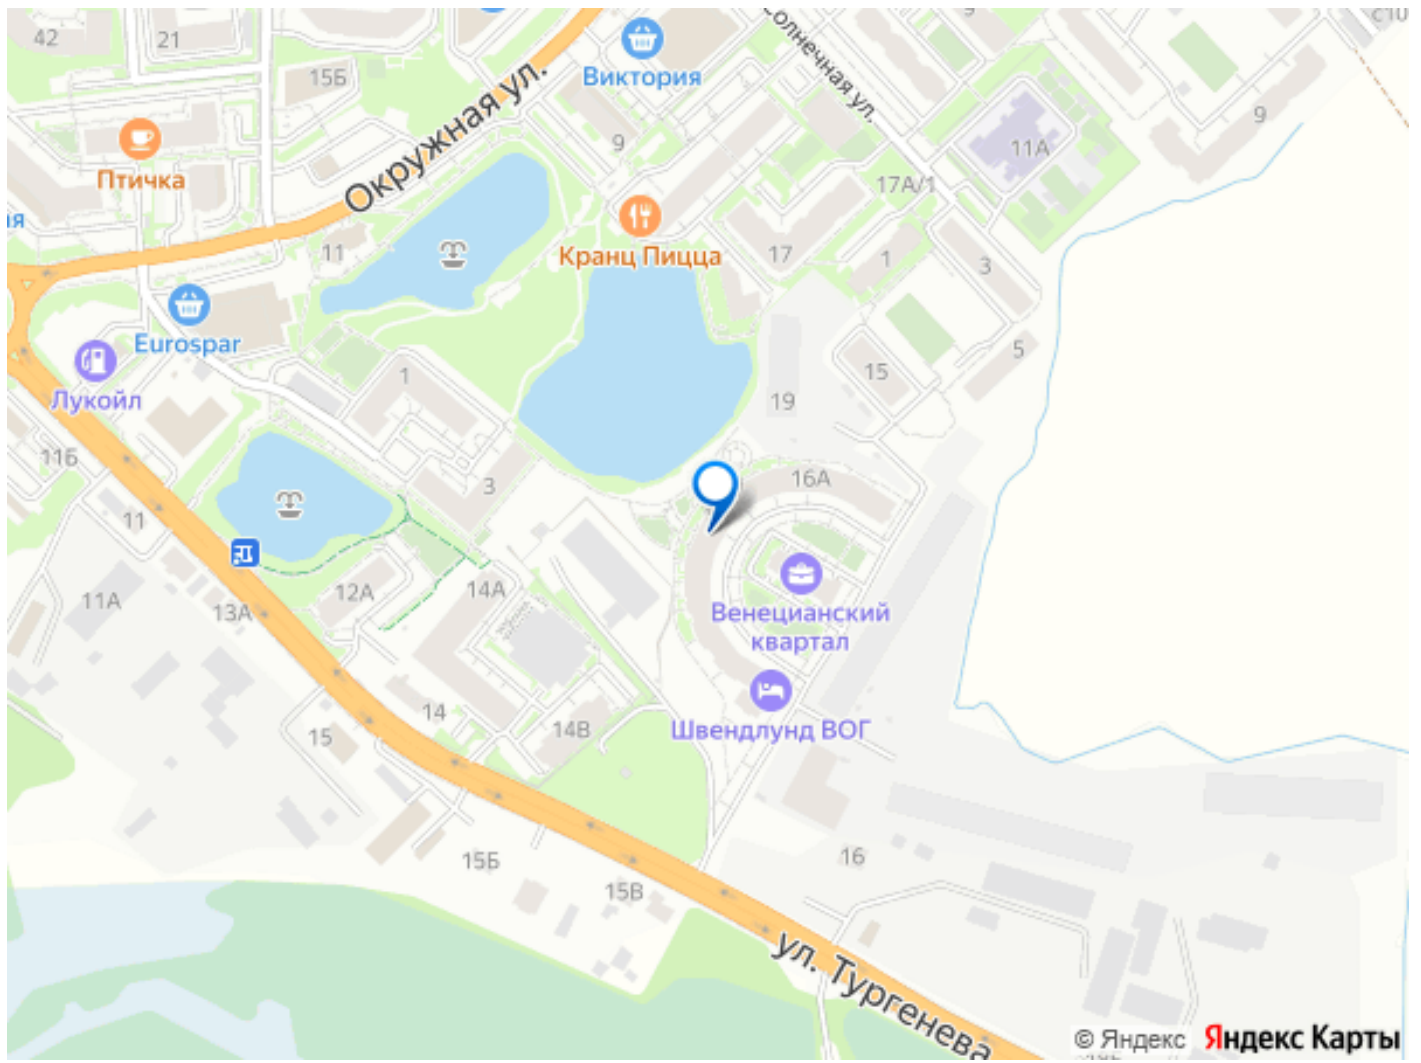 42
21
15Б
Окружная ул.
Виктория
Солнечная ул.
9
с10
9
9
11А
Птичка
17А/1
ая
11
Кранц Пицца
17
1
3
Eurospar
5
Лукойл
1
15
19
11Б
3
16А
11
11А
13А
12А
14А
Венецианский
квартал
14
15
14В
Швендлунд ВОГ
15Б
15В
16
ул. Тургенева
© Яндекс
Яндекс Карты